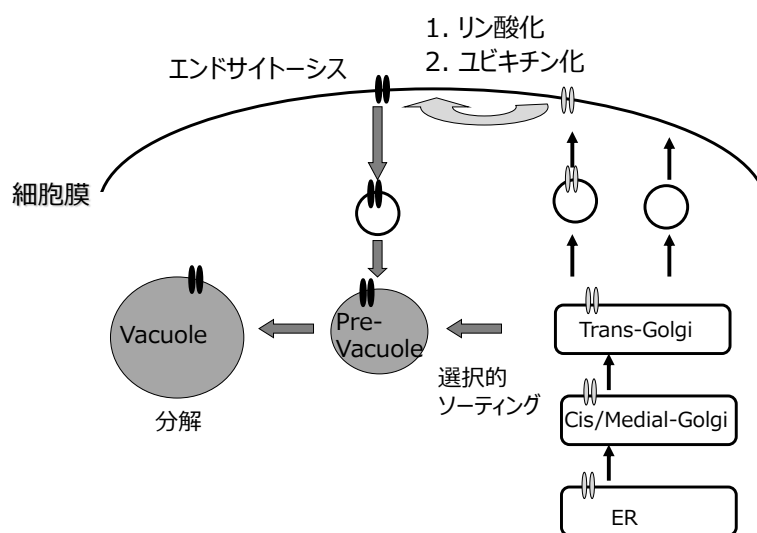 1. リン酸化
2. ユビキチン化
エンドサイトーシス
細胞膜
Vacuole
分解
Pre-
Vacuole
選択的
ソーティング
Trans-Golgi
Cis/Medial-Golgi
ER